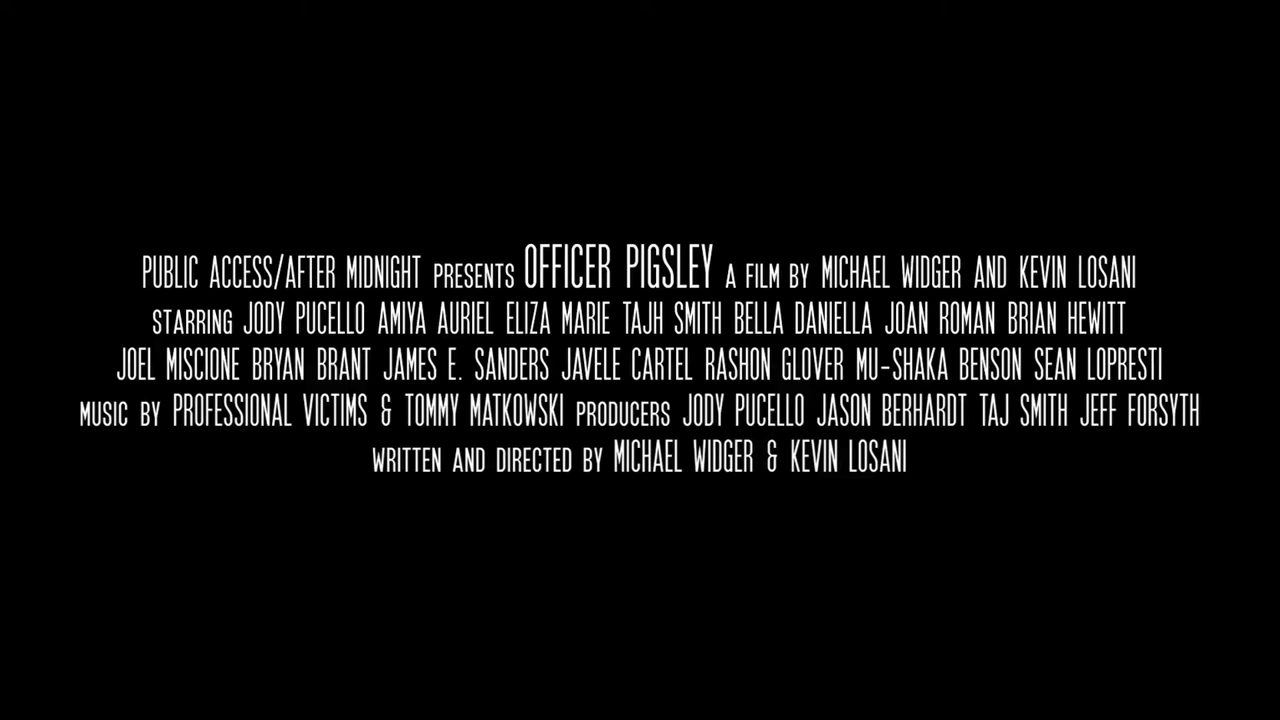 PUBLIC ACCESS/AFTER MIDNIGHT PRESENTS OFFICER PIGSLEY A FILM BY MICHAEL WIDGER AND KEVIN LOSANI
STARRING JODY PUCELLO AMIYA AURIEL ELIZA MARIE TAJH SMITH BELLA DANIELLA JOAN ROMAN BRIAN HEWITT
JOEL MISCIONE BRYAN BRANT JAMES E. SANDERS JAVELE CARTEL RASHON GLOVER MU-SHAKA BENSON SEAN LOPRESTI
MUSIC BY PROFESSIONAL VICTIMS & TOMMY MATKOWSKI PRODUCERS JODY PUCELLO JASON BERHARDT TAJ SMITH JEFF FORSYTH
WRITTEN AND DIRECTED BY MICHAEL WIDGER & KEVIN LOSANI